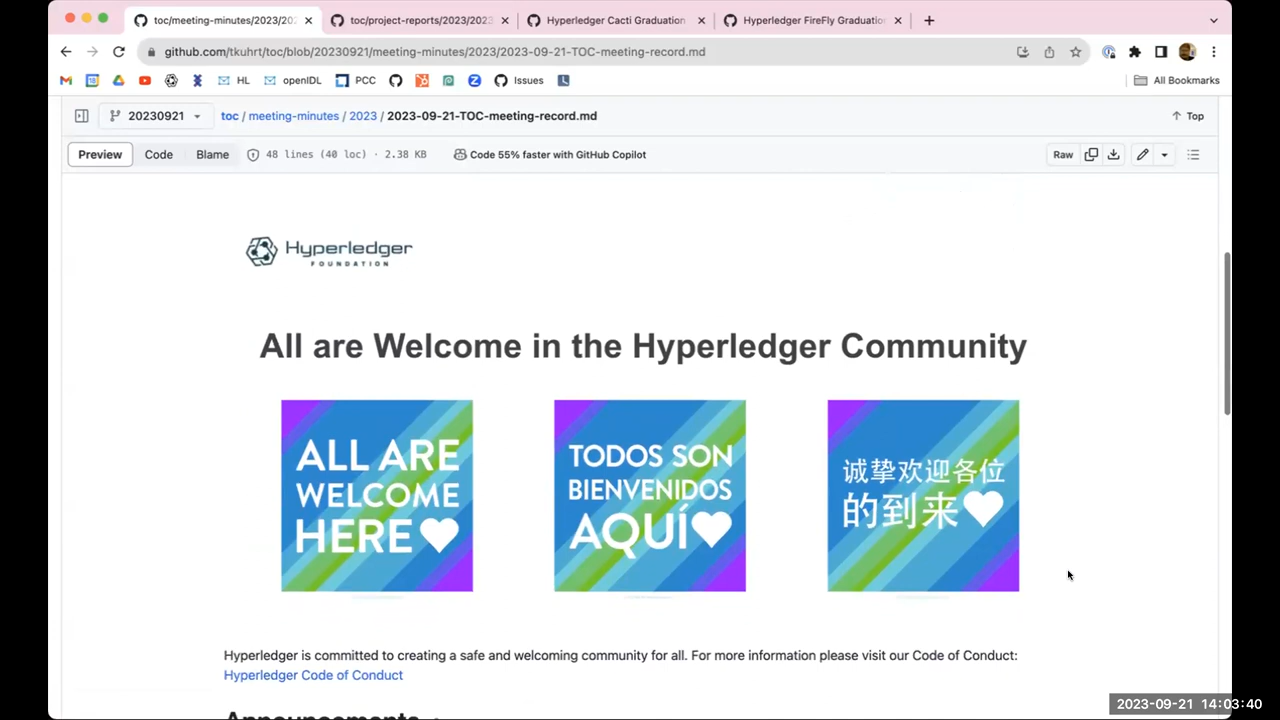 toc/meeting-minutes/2023/202
toc/project-reports/2023/2023
Hyperledger Cacti Graduation
Hyperledger FireFly Graduatio
github.com/tkuhrt/toc/blob/20230921/meeting-minutes/2023/2023-09-21-TOC-meeting-record.md
HL
openIDL
PCC
Issues
All Bookmarks
20230921
toc / meeting-minutes / 2023 / 2023-09-21-TOC-meeting-record.md
Top
Preview
Code
Blame
48 lines (40 loc) · 2.38 KB
Code 55% faster with GitHub Copilot
Raw
Hyperledger
FOUNDATION
All are Welcome in the Hyperledger Community
ALL ARE
WELCOME
HERE
TODOS SON
BIENVENIDOS
AQUÍ
诚挚欢迎各位
的到来
Hyperledger is committed to creating a safe and welcoming community for all. For more information please visit our Code of Conduct:
Hyperledger Code of Conduct
Announcements
2023-09-21 14:03:40